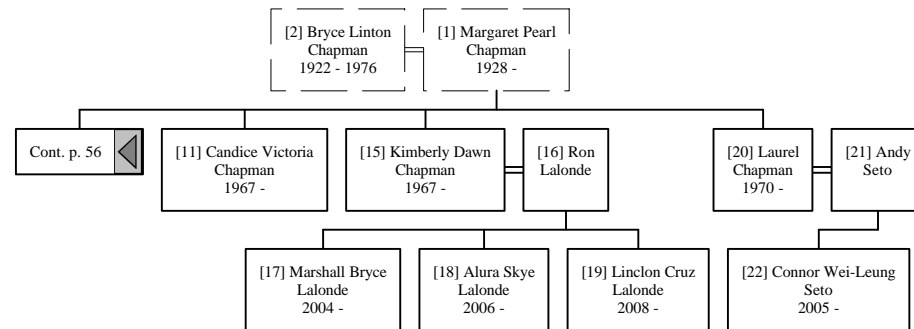 [2] Bryce Linton
Chapman
1922 - 1976
[1] Margaret Pearl
Chapman
1928 -
Cont. p. 56
[11] Candice Victoria
Chapman
1967 -
[15] Kimberly Dawn
Chapman
1967 -
[16] Ron
Lalonde
[20] Laurel
Chapman
1970 -
[21] Andy
Seto
[17] Marshall Bryce
Lalonde
2004 -
[18] Alura Skye
Lalonde
2006 -
[19] Linclon Cruz
Lalonde
2008 -
[22] Connor Wei-Leung
Seto
2005 -